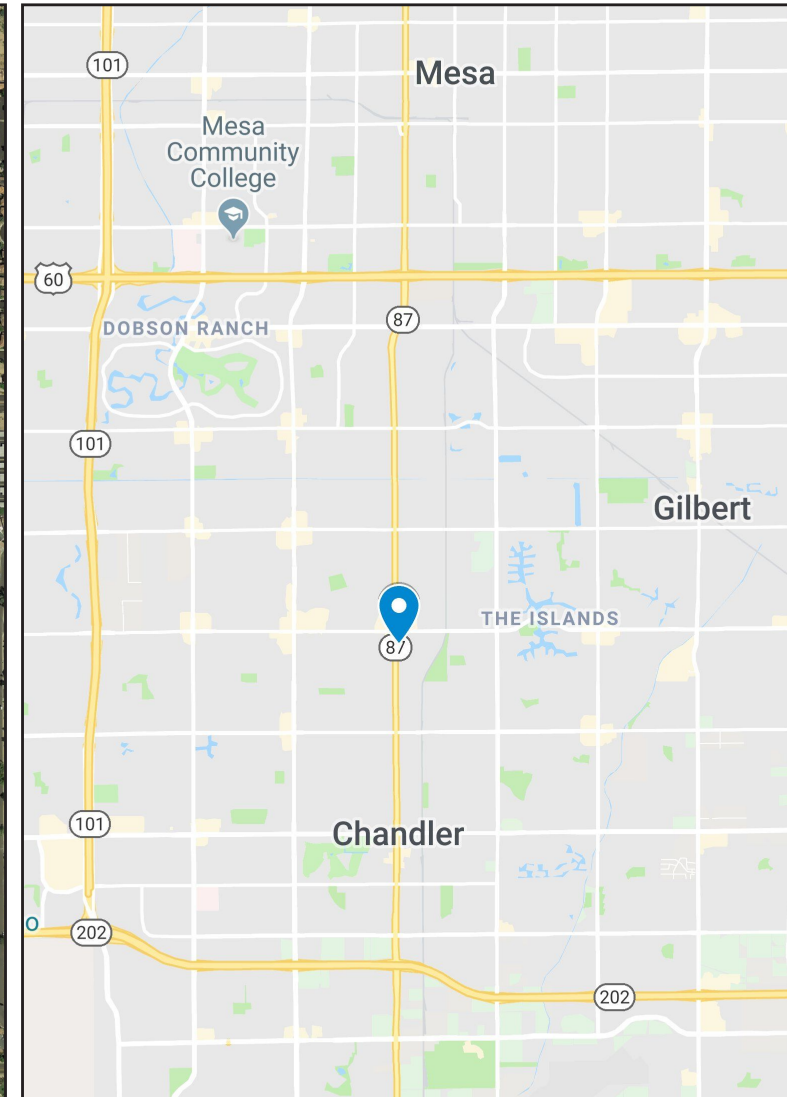 101
Mesa
Mesa
Community
College
60
DOBSON RANCH
87
101
Gilbert
THE ISLANDS
87
101
Chandler
O
202
202